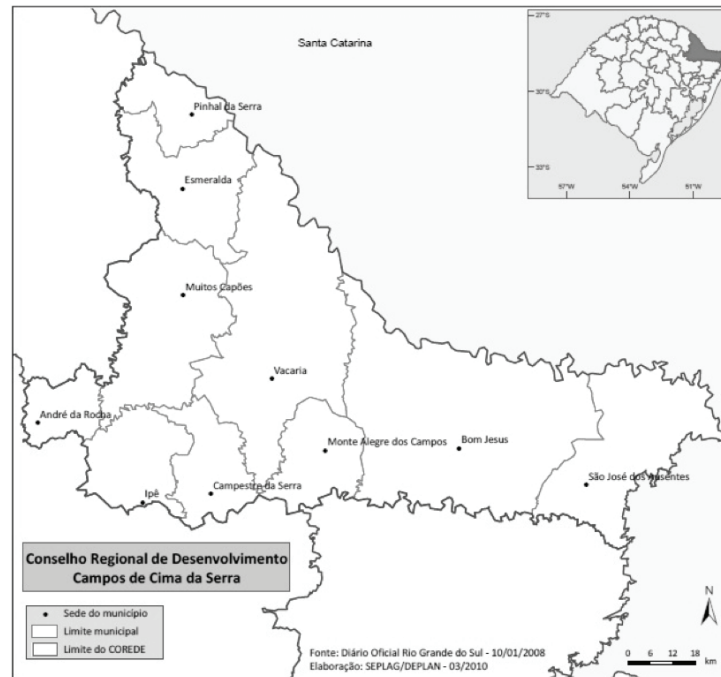 Santa Catarina
27°S
30°S
33°S
57°W
54°W
51°W
Pinhal da Serra
Esmeralda
Muitos Capões
Vacaria
André da Rocha
Monte Alegre dos Campos
Bom Jesus
São José dos Ausentes
Ipê
Campestre da Serra
Conselho Regional de Desenvolvimento
Campos de Cima da Serra
Sede do município
Limite municipal
Limite do COREDE
Fonte: Diário Oficial Rio Grande do Sul - 10/01/2008
Elaboração: SEPLAG/DEPLAN - 03/2010
N
0 6 12 18
km